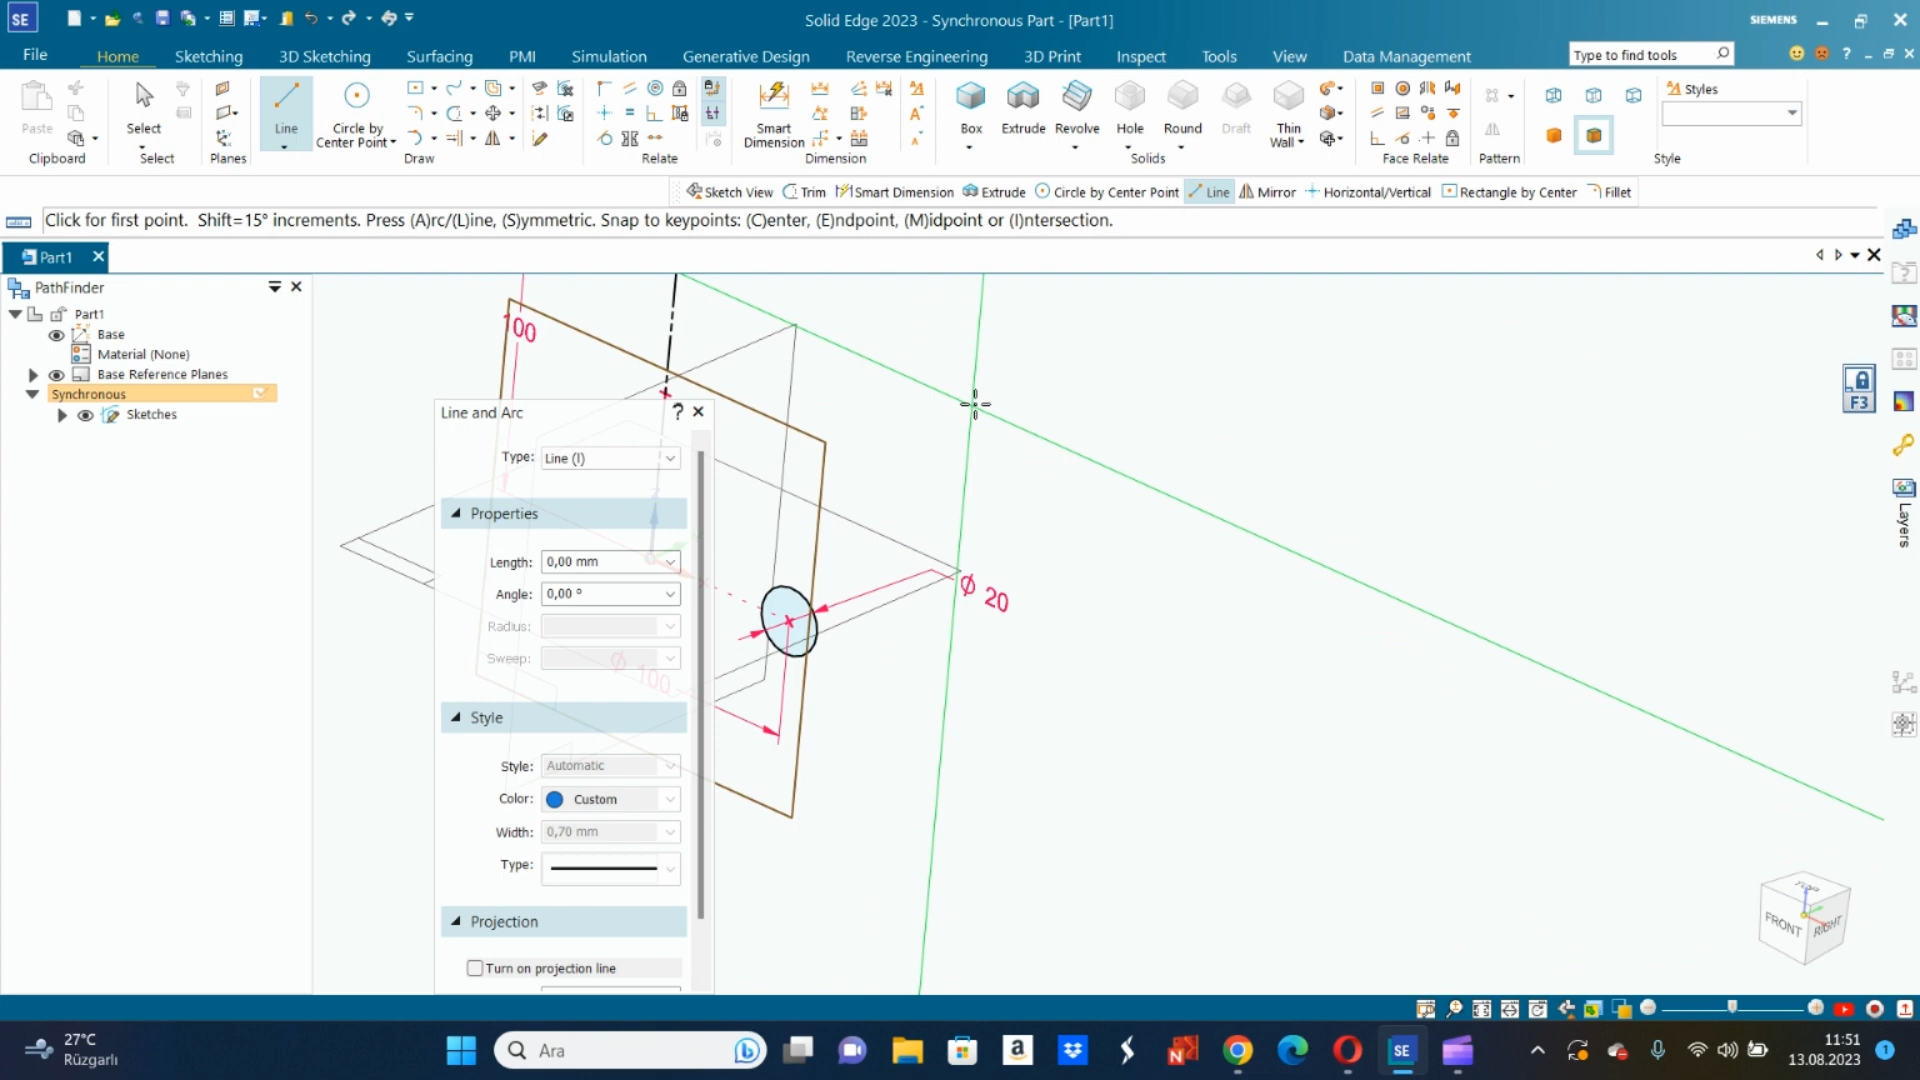 SE
Solid Edge 2023 - Synchronous Part - [Part1]
SIEMENS
File Home Sketching 3D Sketching Surfacing PMI Simulation Generative Design Reverse Engineering 3D Print Inspect Tools View Data Management
Type to find tools
Paste
Clipboard
Select
Select
Planes
Line
Circle by
Center Point
Draw
Relate
Smart
Dimension
Dimension
Box Extrude Revolve Hole Round Draft Thin
Wall
Solids
Face Relate
Pattern
Styles
Style
Sketch View Trim Smart Dimension Extrude Circle by Center Point Line Mirror Horizontal/Vertical Rectangle by Center Fillet
Click for first point. Shift=15° increments. Press (A)rc/(L)ine, (S)ymmetric. Snap to keypoints: (C)enter, (E)ndpoint, (M)idpoint or (I)ntersection.
Part1
PathFinder
Part1
Base
Material (None)
Base Reference Planes
Synchronous
Sketches
100
Line and Arc
?
Type: Line (l)
Properties
Length: 0,00 mm
Angle: 0,00 °
Radius:
Sweep:
Ø 100
Style
Style: Automatic
Color: Custom
Width: 0,70 mm
Type:
Projection
Turn on projection line
Ø 20
F3
Layers
TOP
FRONT
RIGHT
27°C
Rüzgarlı
Ara
SE
11:51
13.08.2023
1